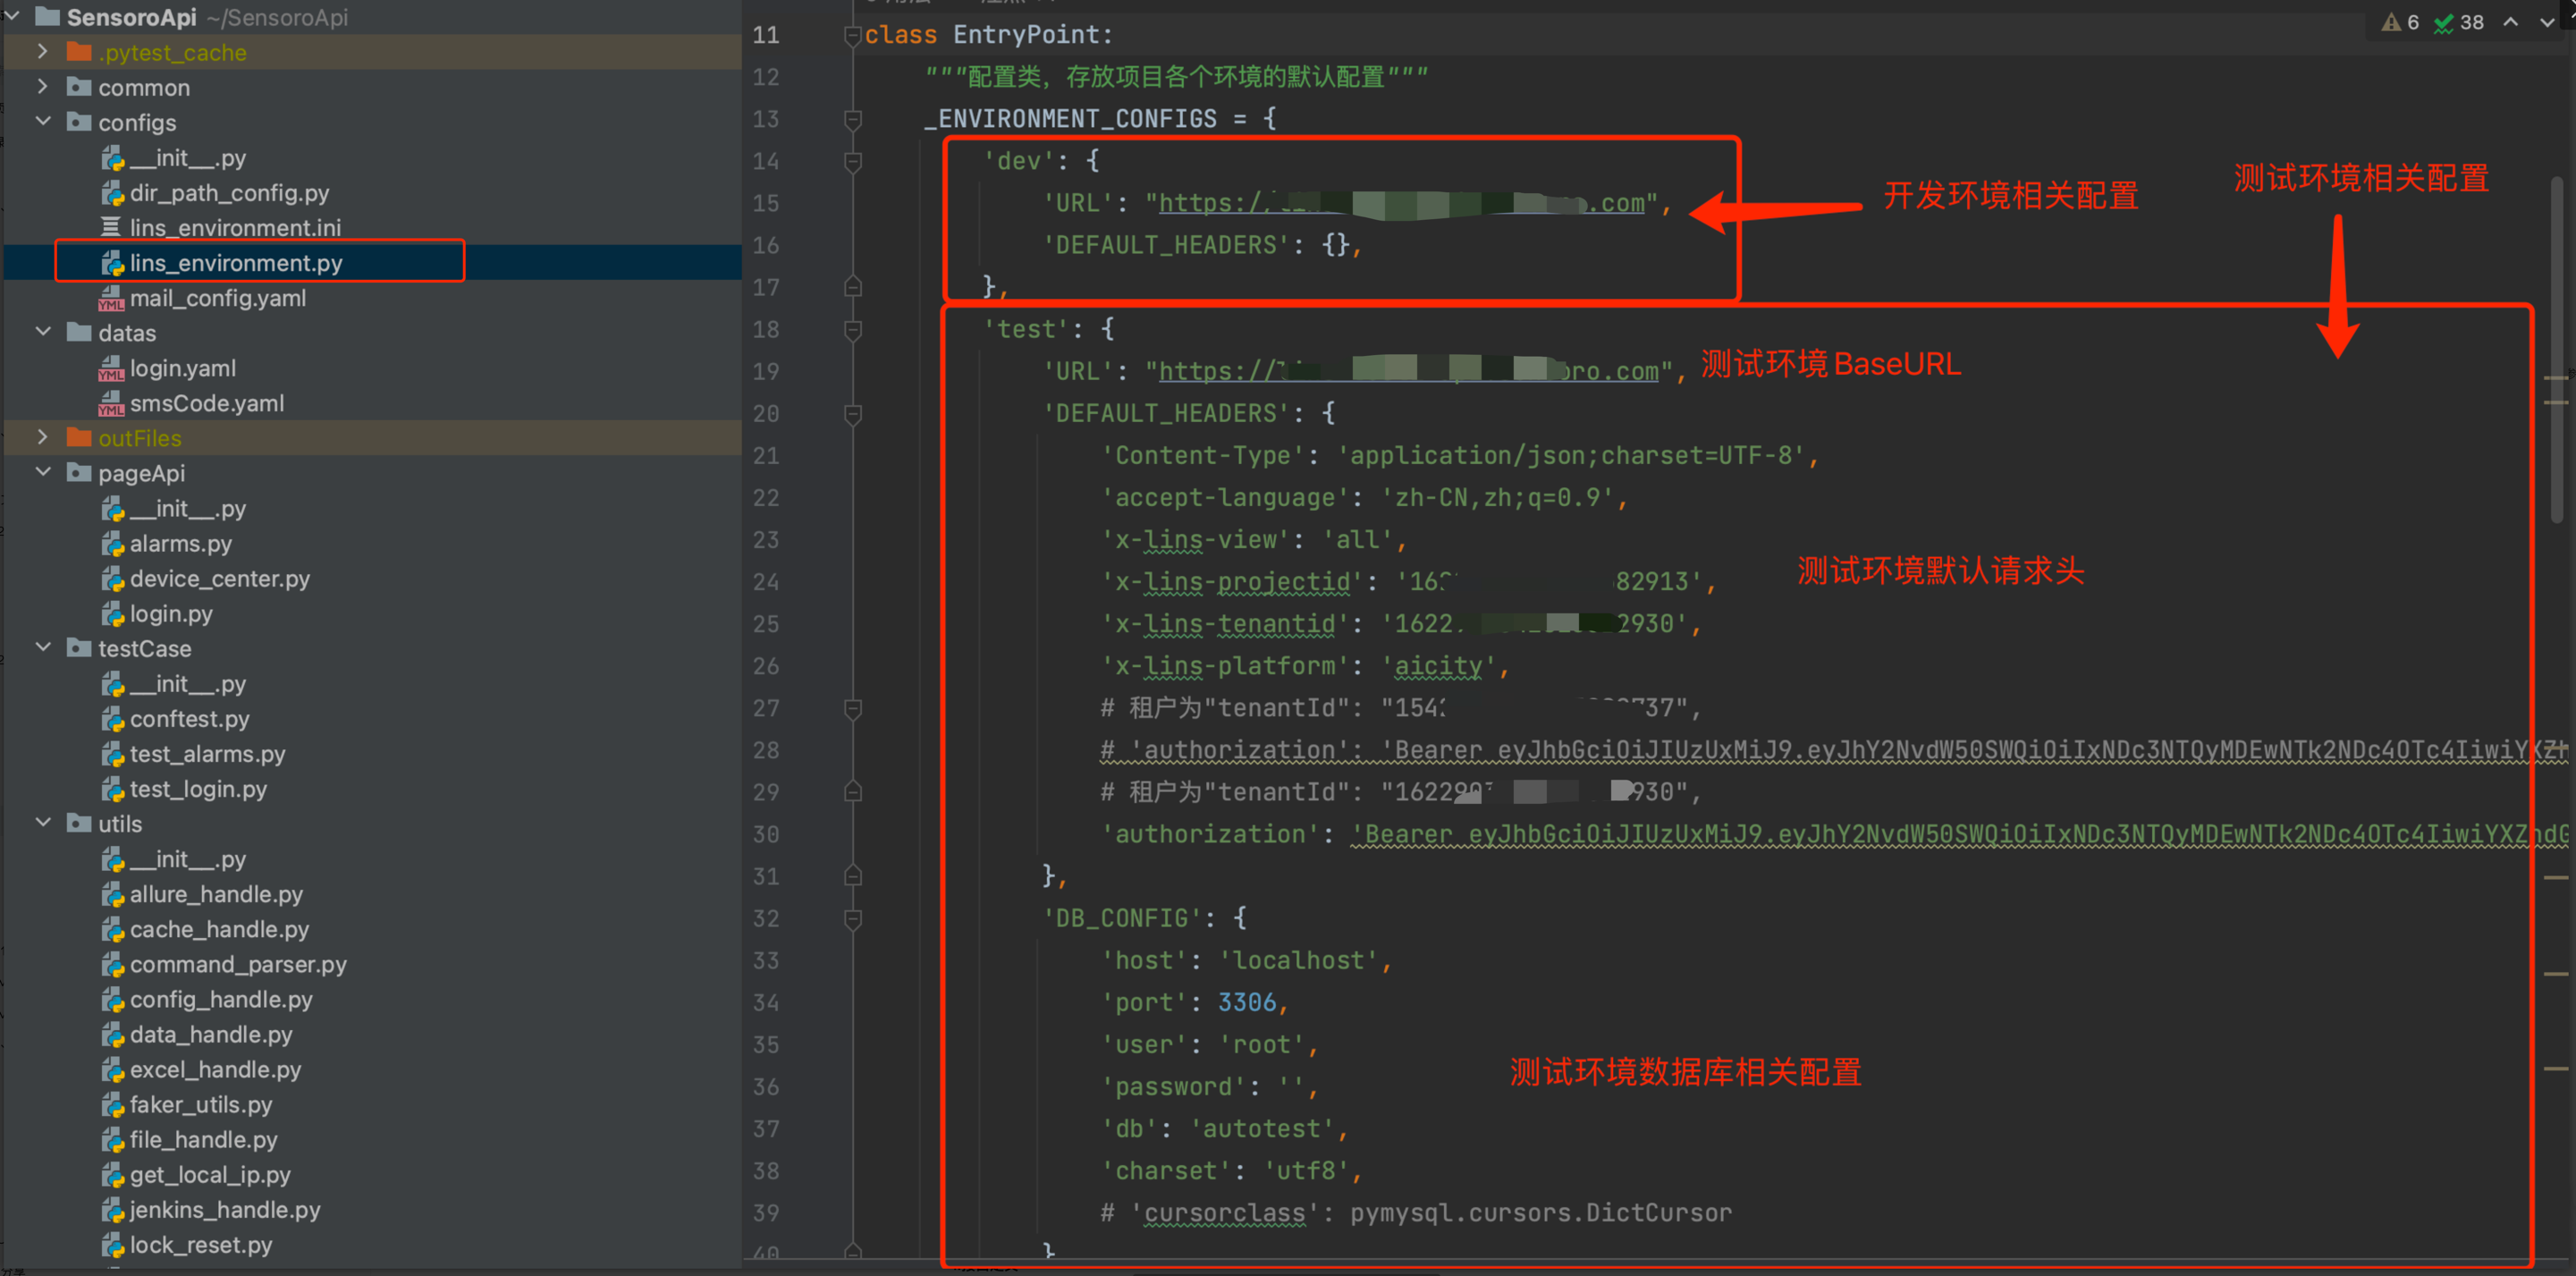 SensoroApi ~/SensoroApi
.pytest_cache
common
configs
__init__.py
dir_path_config.py
lins_environment.ini
lins_environment.py
mail_config.yaml
datas
login.yaml
smsCode.yaml
outFiles
pageApi
__init__.py
alarms.py
device_center.py
login.py
testCase
__init__.py
conftest.py
test_alarms.py
test_login.py
utils
__init__.py
allure_handle.py
cache_handle.py
command_parser.py
config_handle.py
data_handle.py
excel_handle.py
faker_utils.py
file_handle.py
get_local_ip.py
jenkins_handle.py
lock_reset.py
6 38
11 class EntryPoint:
12 """配置类，存放项目各个环境的默认配置"""
13 _ENVIRONMENT_CONFIGS = {
14 'dev': {
15 'URL': "https:/ .com",
开发环境相关配置
测试环境相关配置
16 'DEFAULT_HEADERS': {},
17 },
18 'test': {
19 'URL': "https:// oro.com", 测试环境BaseURL
20 'DEFAULT_HEADERS': {
21 'Content-Type': 'application/json;charset=UTF-8',
22 'accept-language': 'zh-CN,zh;q=0.9',
23 'x-lins-view': 'all',
24 'x-lins-projectid': '16 82913',
测试环境默认请求头
25 'x-lins-tenantid': '1622 2930',
26 'x-lins-platform': 'aicity',
27 # 租户为"tenantId": "154 37",
28 # 'authorization': 'Bearer eyJhbGciOiJIUzUxMiJ9.eyJhY2NvdW50SWQiOiIxNDc3NTQyMDEwNTk2NDc4OTc4IiwiYXZh
29 # 租户为"tenantId": "16229 930",
30 'authorization': 'Bearer eyJhbGciOiJIUzUxMiJ9.eyJhY2NvdW50SWQiOiIxNDc3NTQyMDEwNTk2NDc4OTc4IiwiYXZhdG
31 },
32 'DB_CONFIG': {
33 'host': 'localhost',
34 'port': 3306,
35 'user': 'root',
36 'password': '',
测试环境数据库相关配置
37 'db': 'autotest',
38 'charset': 'utf8',
39 # 'cursorclass': pymysql.cursors.DictCursor
40 }